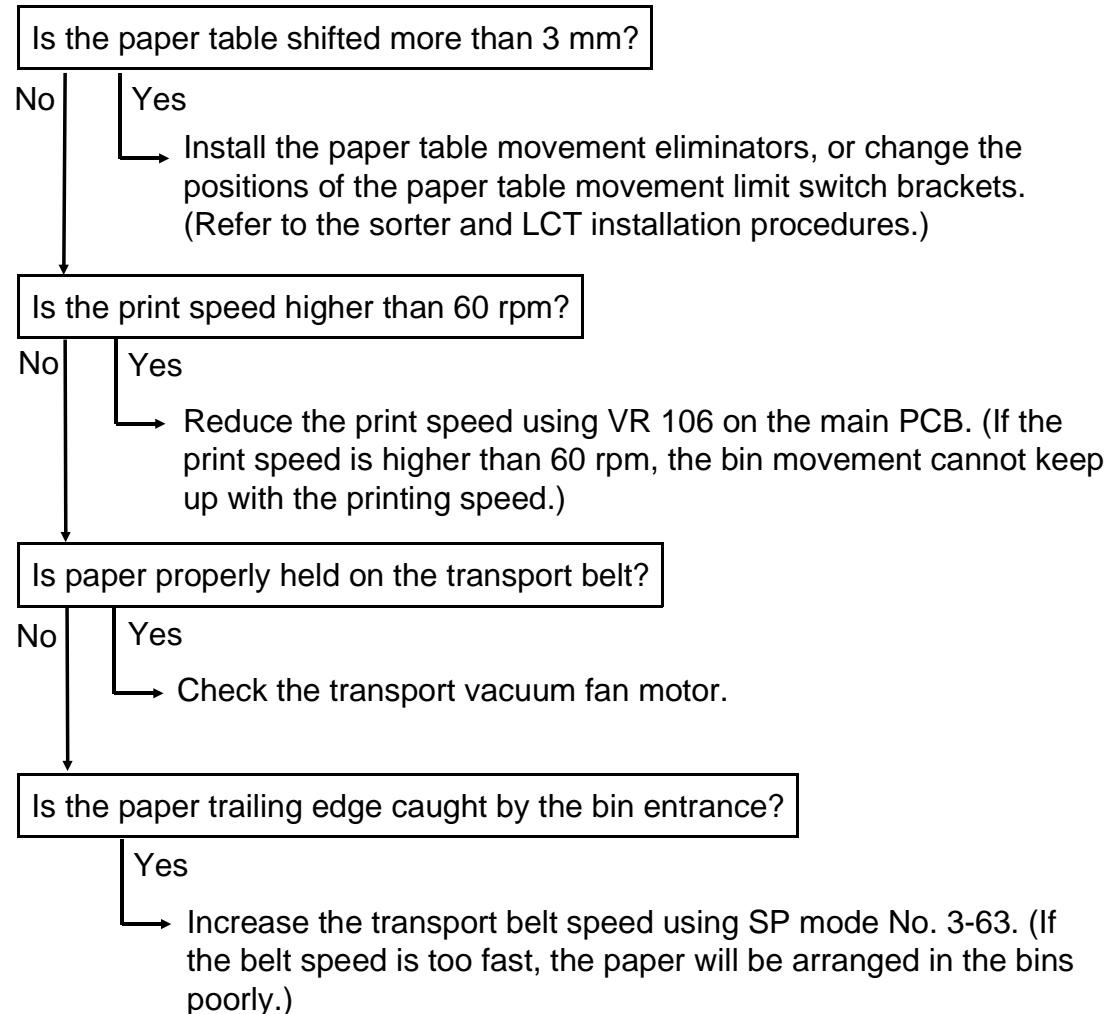 Is the paper table shifted more than 3 mm?
No Yes
Install the paper table movement eliminators, or change the
positions of the paper table movement limit switch brackets.
(Refer to the sorter and LCT installation procedures.)
Is the print speed higher than 60 rpm?
No Yes
Reduce the print speed using VR 106 on the main PCB. (If the
print speed is higher than 60 rpm, the bin movement cannot keep
up with the printing speed.)
Is paper properly held on the transport belt?
No Yes
Check the transport vacuum fan motor.
Is the paper trailing edge caught by the bin entrance?
Yes
Increase the transport belt speed using SP mode No. 3-63. (If
the belt speed is too fast, the paper will be arranged in the bins
poorly.)